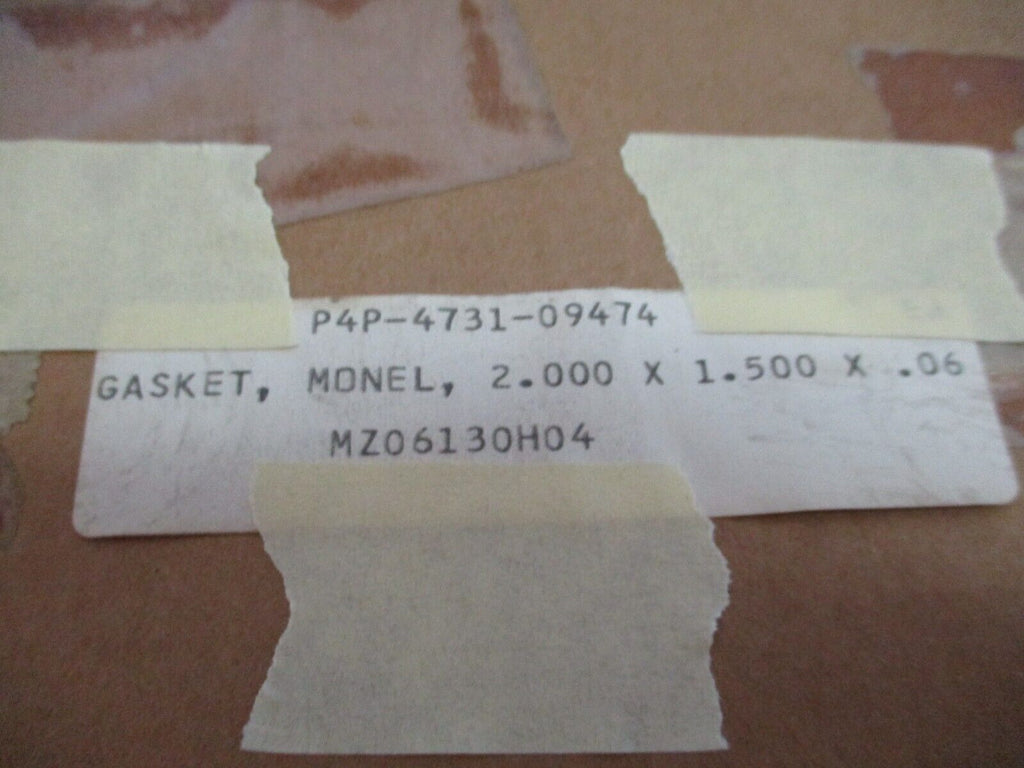 P4P-4731-09474
GASKET, MONEL, 2.000 X 1.500 X .06
MZ06130H04